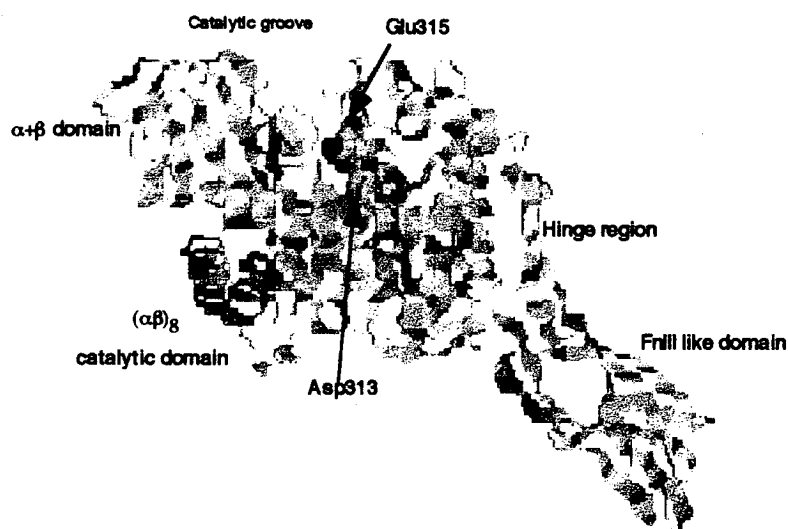 Catalytic groove
Glu315
α+β domain
Hinge region
(αβ)8
catalytic domain
FnIII like domain
Asp313